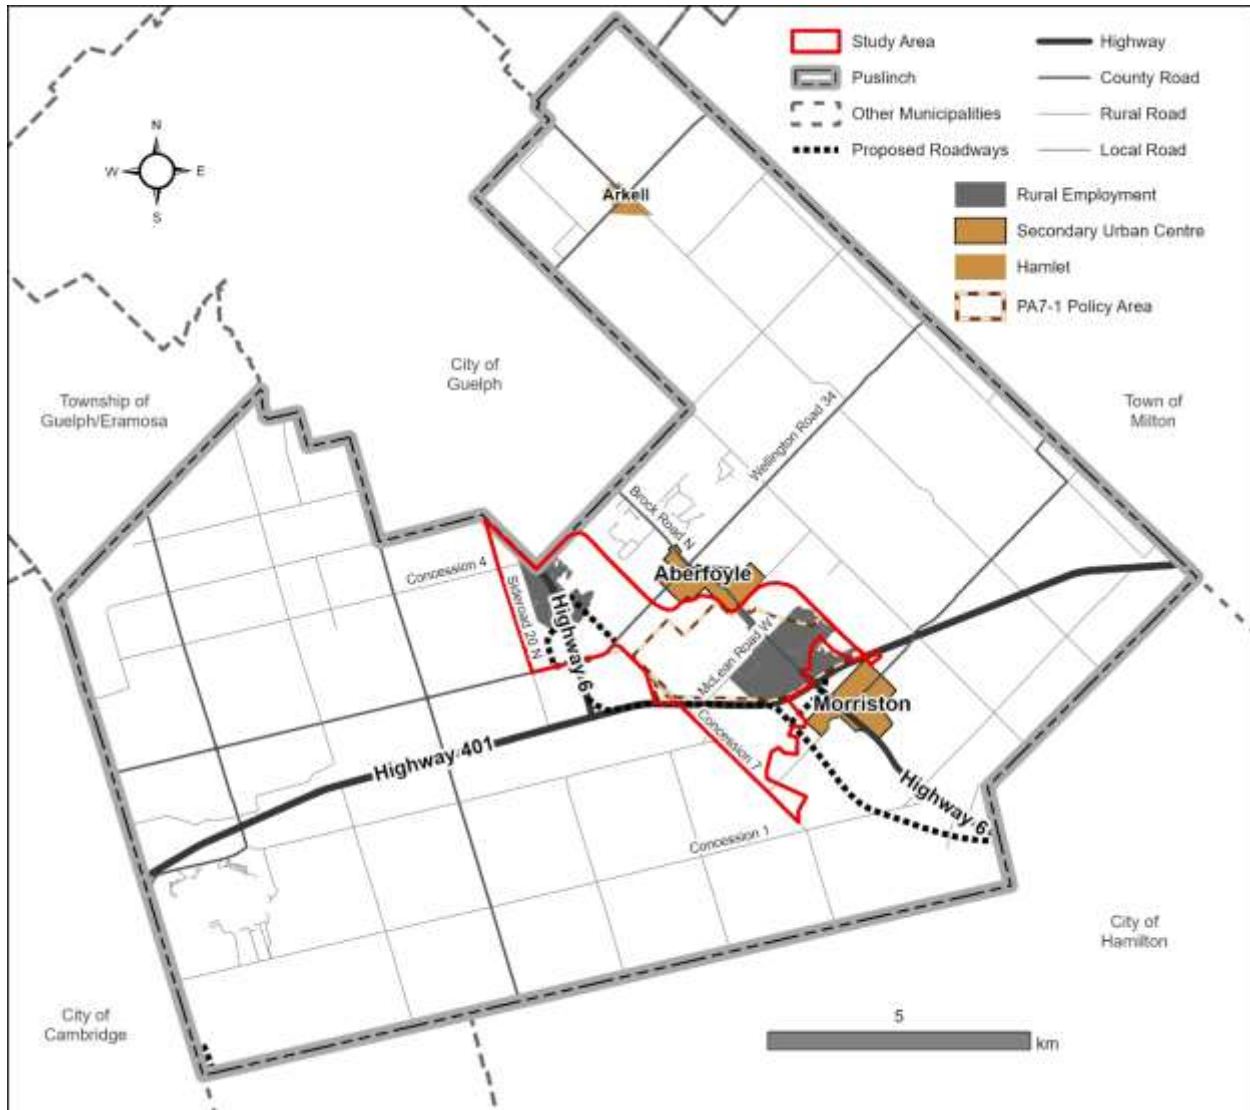 Study Area
Highway
Puslinch
County Road
Other Municipalities
Rural Road
Proposed Roadways
Local Road
N
W
E
S
Rural Employment
Secondary Urban Centre
Hamlet
PA7-1 Policy Area
Arkell
City of
Guelph
Township of
Guelph/Eramosa
Town of
Milton
Wellington Road 34
Brock Road N
Aberfoyle
Concession 4
Sideroad 20 N
Highway 6
McLean Road W
Morriston
Concession 7
Highway 401
Highway 6
Concession 1
City of
Hamilton
City of
Cambridge
5
km